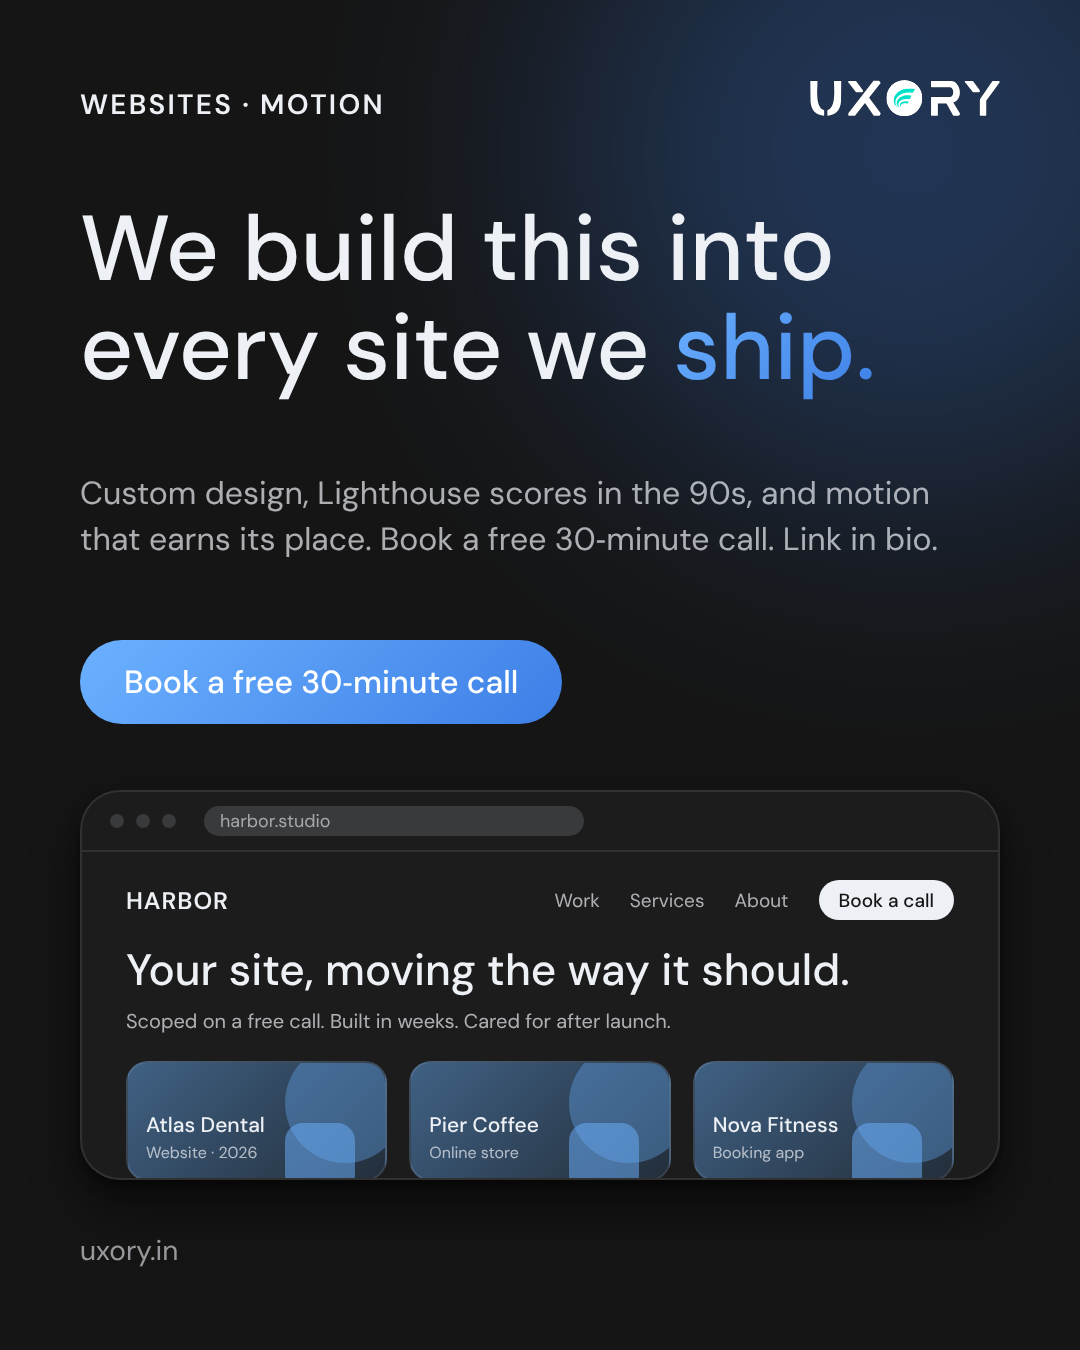 WEBSITES · MOTION
UXORY
We build this into
every site we ship.
Custom design, Lighthouse scores in the 90s, and motion
that earns its place. Book a free 30-minute call. Link in bio.
Book a free 30-minute call
harbor.studio
HARBOR
Work Services About Book a call
Your site, moving the way it should.
Scoped on a free call. Built in weeks. Cared for after launch.
Atlas Dental Pier Coffee Nova Fitness
Website · 2026 Online store Booking app
uxory.in